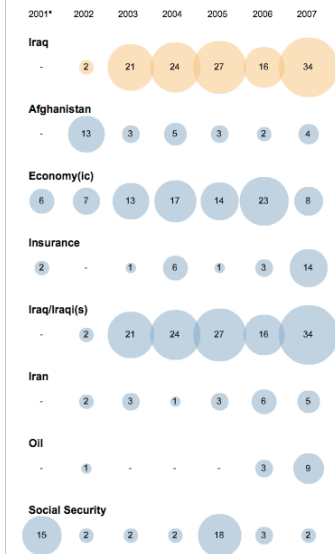 2001* 2002 2003 2004 2005 2006 2007
Iraq
- 2 21 24 27 16 34
Afghanistan
- 13 3 5 3 2 4
Economy(ic)
6 7 13 17 14 23 8
Insurance
2 - 1 6 1 3 14
Iraq/Iraqi(s)
- 2 21 24 27 16 34
Iran
- 2 3 1 3 6 5
Oil
- 1 - - - 3 9
Social Security
15 2 2 2 18 3 2